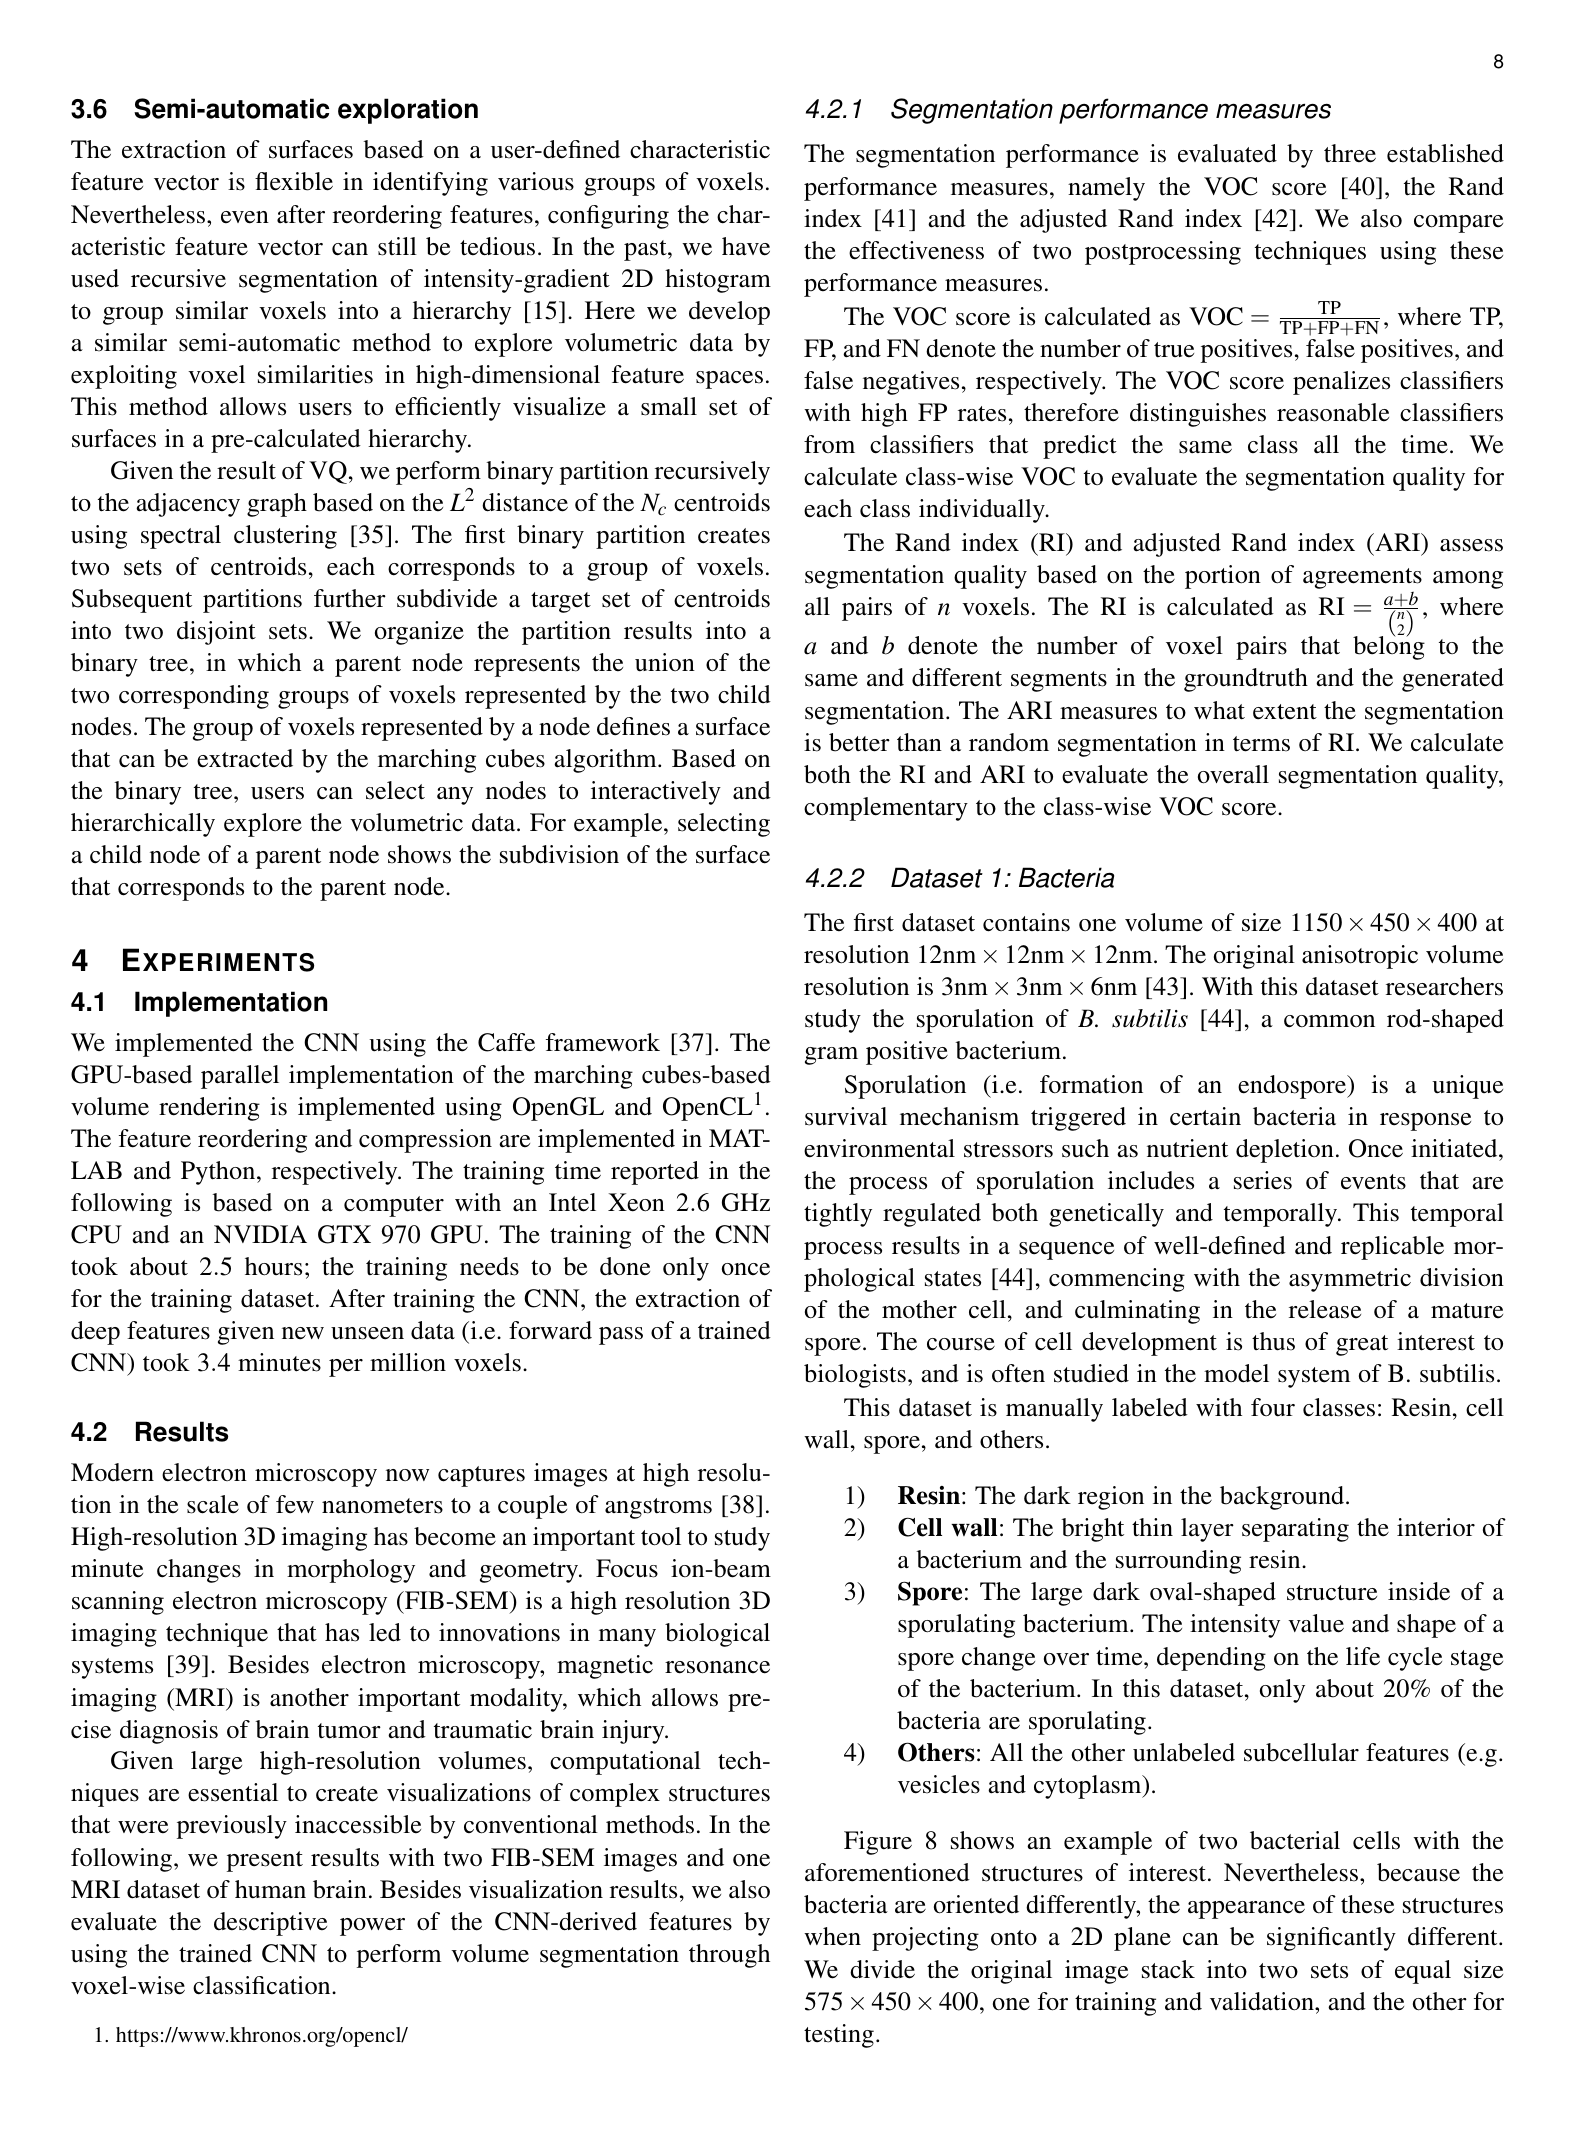 8
3.6 Semi-automatic exploration
The extraction of surfaces based on a user-defined characteristic
feature vector is flexible in identifying various groups of voxels.
Nevertheless, even after reordering features, configuring the char-
acteristic feature vector can still be tedious. In the past, we have
used recursive segmentation of intensity-gradient 2D histogram
to group similar voxels into a hierarchy [15]. Here we develop
a similar semi-automatic method to explore volumetric data by
exploiting voxel similarities in high-dimensional feature spaces.
This method allows users to efficiently visualize a small set of
surfaces in a pre-calculated hierarchy.
Given the result of VQ, we perform binary partition recursively
to the adjacency graph based on the L² distance of the N_c centroids
using spectral clustering [35]. The first binary partition creates
two sets of centroids, each corresponds to a group of voxels.
Subsequent partitions further subdivide a target set of centroids
into two disjoint sets. We organize the partition results into a
binary tree, in which a parent node represents the union of the
two corresponding groups of voxels represented by the two child
nodes. The group of voxels represented by a node defines a surface
that can be extracted by the marching cubes algorithm. Based on
the binary tree, users can select any nodes to interactively and
hierarchically explore the volumetric data. For example, selecting
a child node of a parent node shows the subdivision of the surface
that corresponds to the parent node.
4 EXPERIMENTS
4.1 Implementation
We implemented the CNN using the Caffe framework [37]. The
GPU-based parallel implementation of the marching cubes-based
volume rendering is implemented using OpenGL and OpenCL¹.
The feature reordering and compression are implemented in MAT-
LAB and Python, respectively. The training time reported in the
following is based on a computer with an Intel Xeon 2.6 GHz
CPU and an NVIDIA GTX 970 GPU. The training of the CNN
took about 2.5 hours; the training needs to be done only once
for the training dataset. After training the CNN, the extraction of
deep features given new unseen data (i.e. forward pass of a trained
CNN) took 3.4 minutes per million voxels.
4.2 Results
Modern electron microscopy now captures images at high resolu-
tion in the scale of few nanometers to a couple of angstroms [38].
High-resolution 3D imaging has become an important tool to study
minute changes in morphology and geometry. Focus ion-beam
scanning electron microscopy (FIB-SEM) is a high resolution 3D
imaging technique that has led to innovations in many biological
systems [39]. Besides electron microscopy, magnetic resonance
imaging (MRI) is another important modality, which allows pre-
cise diagnosis of brain tumor and traumatic brain injury.
Given large high-resolution volumes, computational tech-
niques are essential to create visualizations of complex structures
that were previously inaccessible by conventional methods. In the
following, we present results with two FIB-SEM images and one
MRI dataset of human brain. Besides visualization results, we also
evaluate the descriptive power of the CNN-derived features by
using the trained CNN to perform volume segmentation through
voxel-wise classification.
1. https://www.khronos.org/opencl/
4.2.1 Segmentation performance measures
The segmentation performance is evaluated by three established
performance measures, namely the VOC score [40], the Rand
index [41] and the adjusted Rand index [42]. We also compare
the effectiveness of two postprocessing techniques using these
performance measures.
The VOC score is calculated as VOC = TP/(TP+FP+FN), where TP,
FP, and FN denote the number of true positives, false positives, and
false negatives, respectively. The VOC score penalizes classifiers
with high FP rates, therefore distinguishes reasonable classifiers
from classifiers that predict the same class all the time. We
calculate class-wise VOC to evaluate the segmentation quality for
each class individually.
The Rand index (RI) and adjusted Rand index (ARI) assess
segmentation quality based on the portion of agreements among
all pairs of n voxels. The RI is calculated as RI = (a+b)/(n 2), where
a and b denote the number of voxel pairs that belong to the
same and different segments in the groundtruth and the generated
segmentation. The ARI measures to what extent the segmentation
is better than a random segmentation in terms of RI. We calculate
both the RI and ARI to evaluate the overall segmentation quality,
complementary to the class-wise VOC score.
4.2.2 Dataset 1: Bacteria
The first dataset contains one volume of size 1150 × 450 × 400 at
resolution 12nm × 12nm × 12nm. The original anisotropic volume
resolution is 3nm × 3nm × 6nm [43]. With this dataset researchers
study the sporulation of B. subtilis [44], a common rod-shaped
gram positive bacterium.
Sporulation (i.e. formation of an endospore) is a unique
survival mechanism triggered in certain bacteria in response to
environmental stressors such as nutrient depletion. Once initiated,
the process of sporulation includes a series of events that are
tightly regulated both genetically and temporally. This temporal
process results in a sequence of well-defined and replicable mor-
phological states [44], commencing with the asymmetric division
of the mother cell, and culminating in the release of a mature
spore. The course of cell development is thus of great interest to
biologists, and is often studied in the model system of B. subtilis.
This dataset is manually labeled with four classes: Resin, cell
wall, spore, and others.
1) Resin: The dark region in the background.
2) Cell wall: The bright thin layer separating the interior of
a bacterium and the surrounding resin.
3) Spore: The large dark oval-shaped structure inside of a
sporulating bacterium. The intensity value and shape of a
spore change over time, depending on the life cycle stage
of the bacterium. In this dataset, only about 20% of the
bacteria are sporulating.
4) Others: All the other unlabeled subcellular features (e.g.
vesicles and cytoplasm).
Figure 8 shows an example of two bacterial cells with the
aforementioned structures of interest. Nevertheless, because the
bacteria are oriented differently, the appearance of these structures
when projecting onto a 2D plane can be significantly different.
We divide the original image stack into two sets of equal size
575 × 450 × 400, one for training and validation, and the other for
testing.